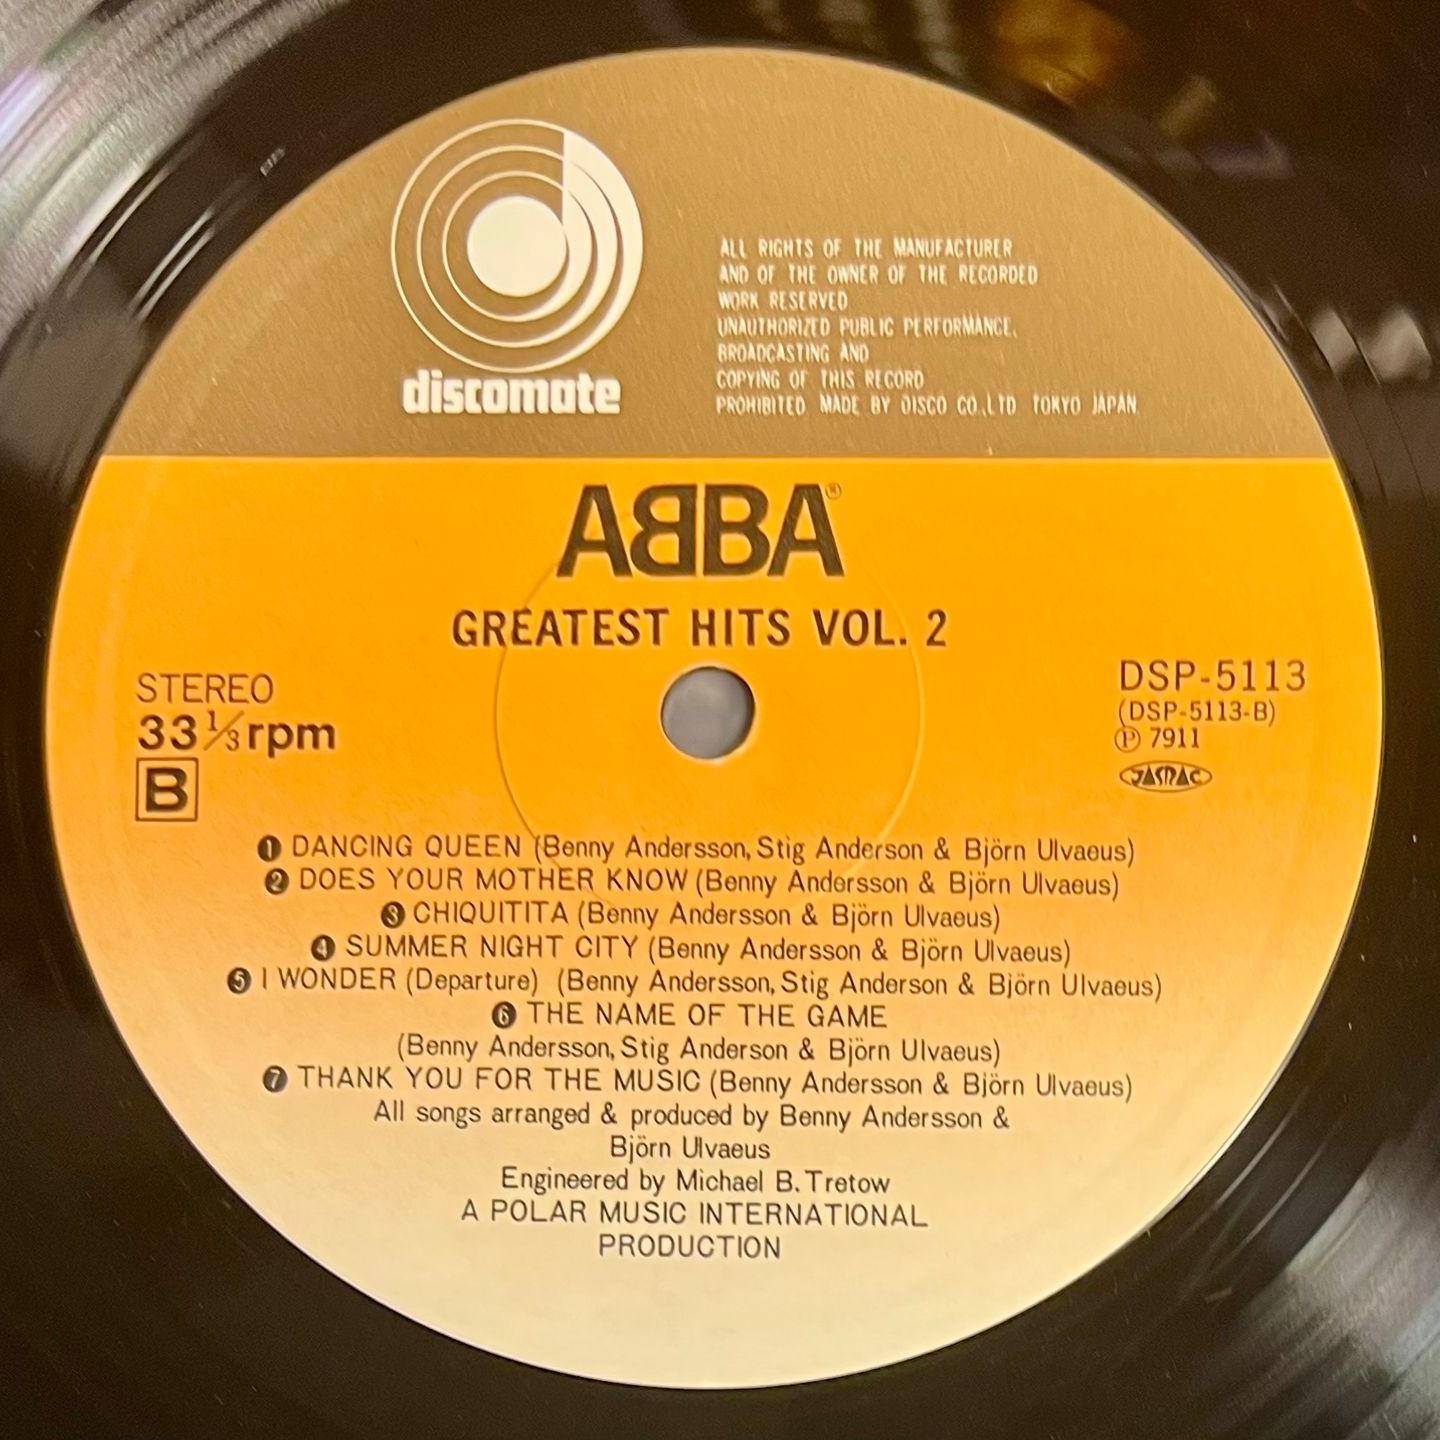 discomate
ALL RIGHTS OF THE MANUFACTURER
AND OF THE OWNER OF THE RECORDED
WORK RESERVED
UNAUTHORIZED PUBLIC PERFORMANCE,
BROADCASTING AND
COPYING OF THIS RECORD
PROHIBITED MADE BY DISCO CO.,LTD TOKYO JAPAN
ABBA®
GREATEST HITS VOL. 2
STEREO
33 1/3 rpm
B
DSP-5113
(DSP-5113-B)
Ⓟ 7911
JASRAC
❶ DANCING QUEEN (Benny Andersson, Stig Anderson & Björn Ulvaeus)
❷ DOES YOUR MOTHER KNOW (Benny Andersson & Björn Ulvaeus)
❸ CHIQUITITA (Benny Andersson & Björn Ulvaeus)
❹ SUMMER NIGHT CITY (Benny Andersson & Björn Ulvaeus)
❺ I WONDER (Departure) (Benny Andersson, Stig Anderson & Björn Ulvaeus)
❻ THE NAME OF THE GAME
(Benny Andersson, Stig Anderson & Björn Ulvaeus)
❼ THANK YOU FOR THE MUSIC (Benny Andersson & Björn Ulvaeus)
All songs arranged & produced by Benny Andersson &
Björn Ulvaeus
Engineered by Michael B. Tretow
A POLAR MUSIC INTERNATIONAL
PRODUCTION